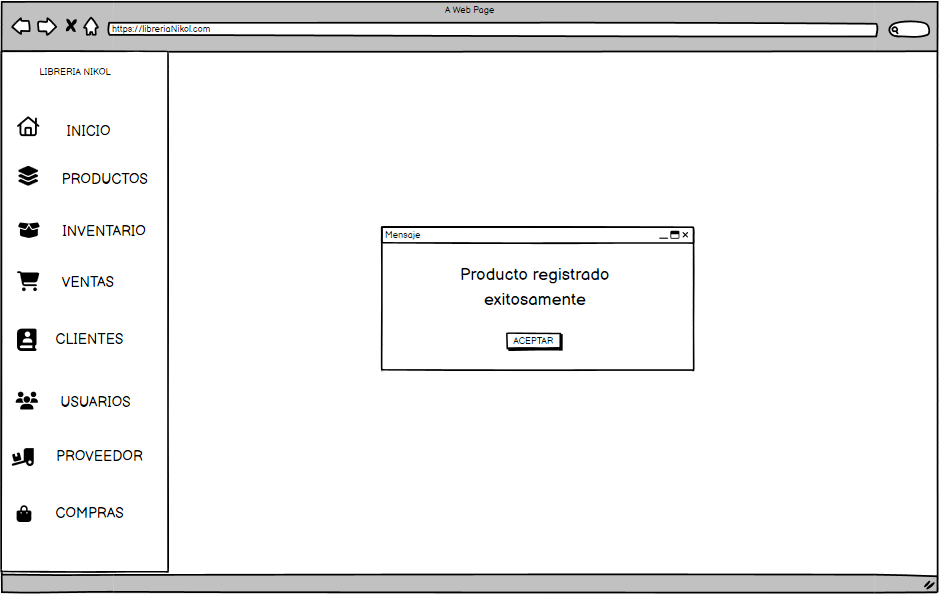 A Web Page
https://libreriaNikol.com
LIBRERIA NIKOL
INICIO
PRODUCTOS
INVENTARIO
VENTAS
CLIENTES
USUARIOS
PROVEEDOR
COMPRAS
Mensaje
Producto registrado
exitosamente
ACEPTAR